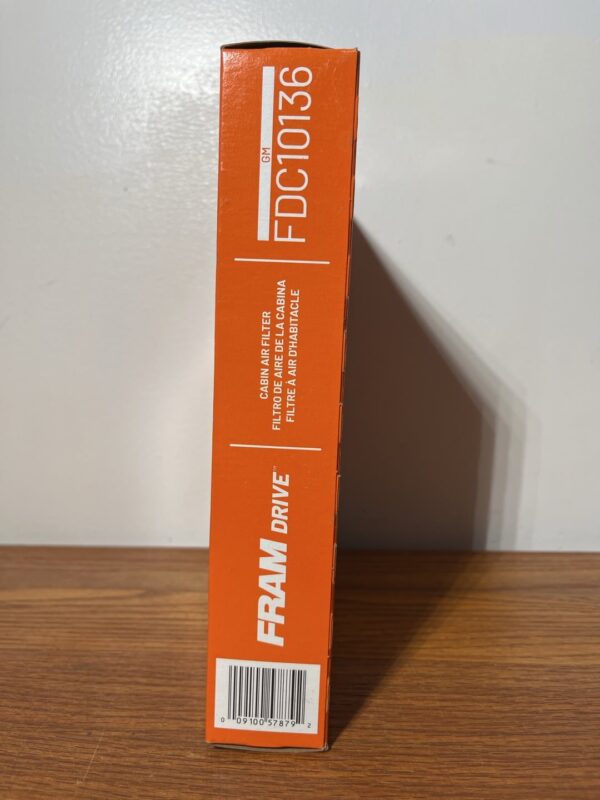 GM
FDC10136
CABIN AIR FILTER
FILTRO DE AIRE DE LA CABINA
FILTRE À AIR D'HABITACLE
FRAM DRIVE™
0 09100 57879 2